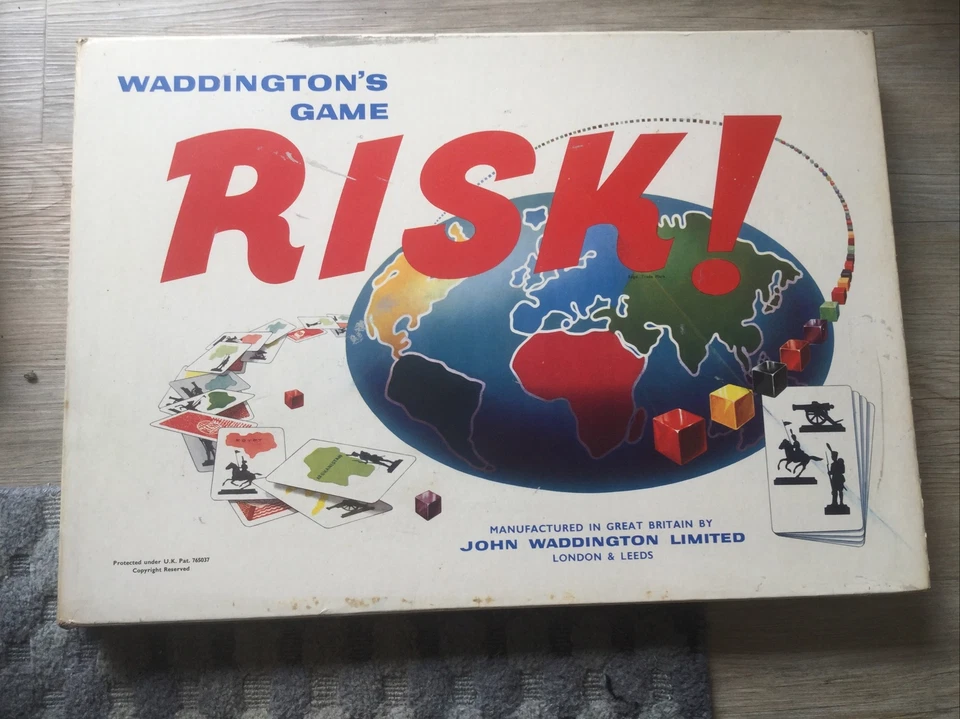 WADDINGTON'S
GAME
RISK!
EGYPT
MANUFACTURED IN GREAT BRITAIN BY
JOHN WADDINGTON LIMITED
LONDON & LEEDS
Protected under U.K. Pat. 765037
Copyright Reserved